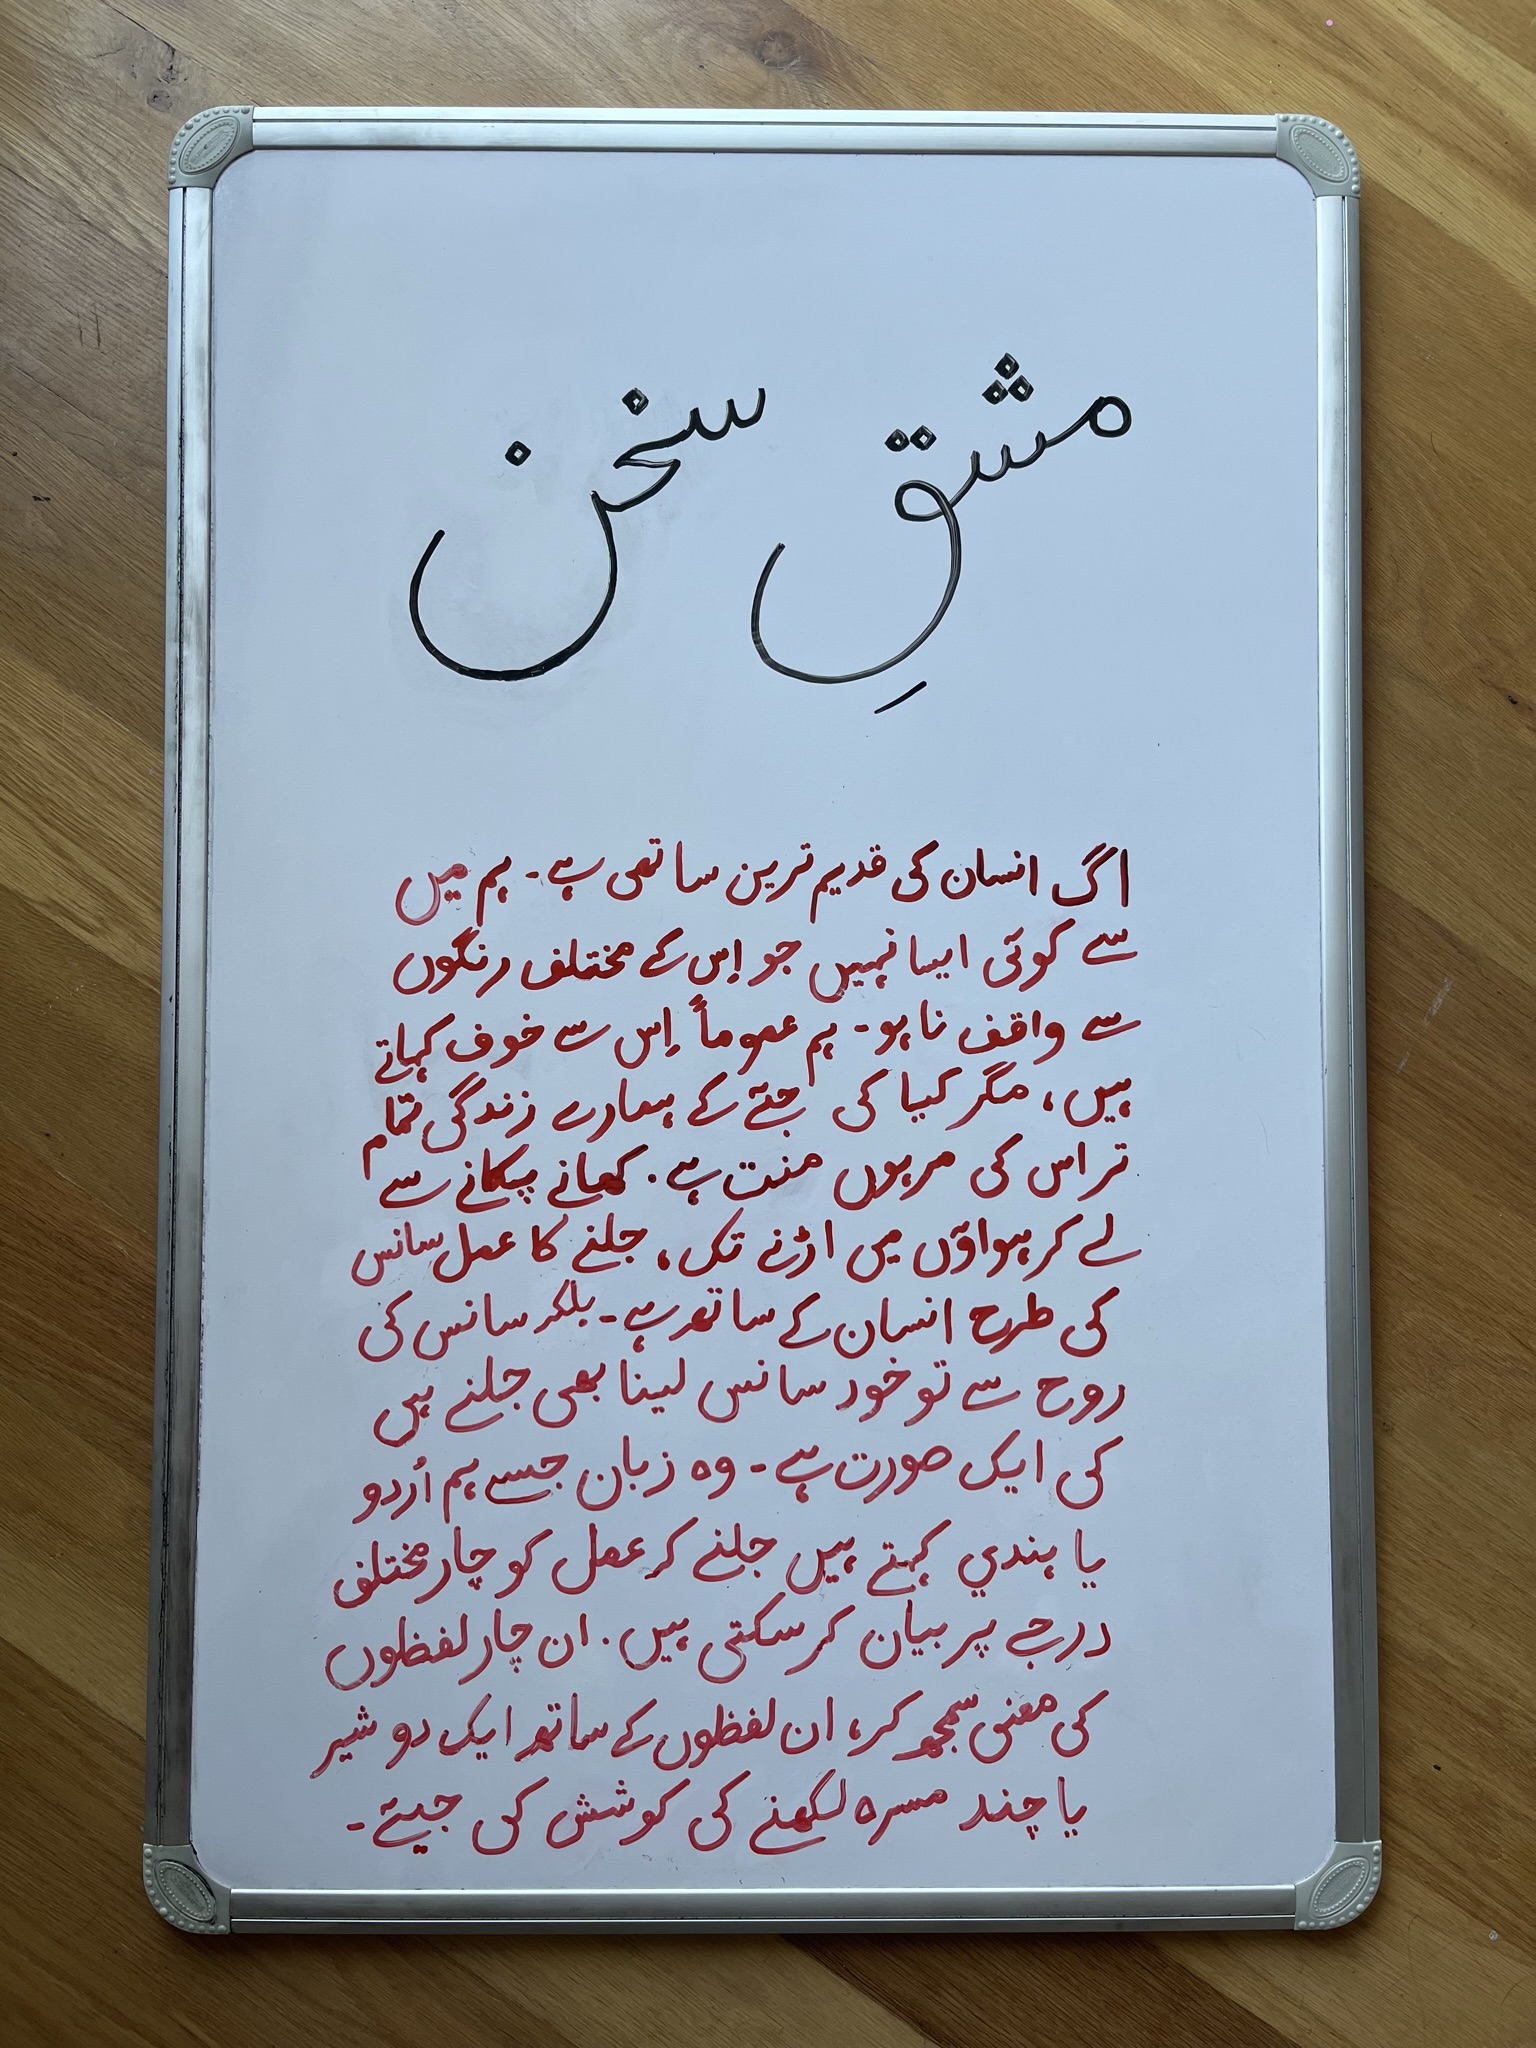 مشقِ سخن
اگ انسان کی قدیم ترین ساتھی ہے۔ ہم میں
سے کوئی ایسا نہیں جو اِس کے مختلف رنگوں
سے واقف نا ہو۔ ہم عموماً اِس سے خوف کہاتے
ہیں، مگر کیا کی جئے کے ہمارے زندگی تمام
تر اس کی مرہوں منت ہے۔ کھانے پکانے سے
لے کر ہواؤں میں اڑنے تک، جلنے کا عمل سانس
کی طرح انسان کے ساتھ ہے۔ بلکہ سانس کی
روح سے تو خود سانس لینا بھی جلنے ہی
کی ایک صورت ہے۔ وہ زبان جسے ہم اُردو
یا ہندی کہتے ہیں جلنے کر عمل کو چار مختلف
درجے پر بیان کر سکتی ہیں۔ ان چار لفظوں
کی معنی سمجھ کر، ان لفظوں کے ساتھ ایک دو شیر
یا چند مسرہ لکھنے کی کوشش کی جیئے۔